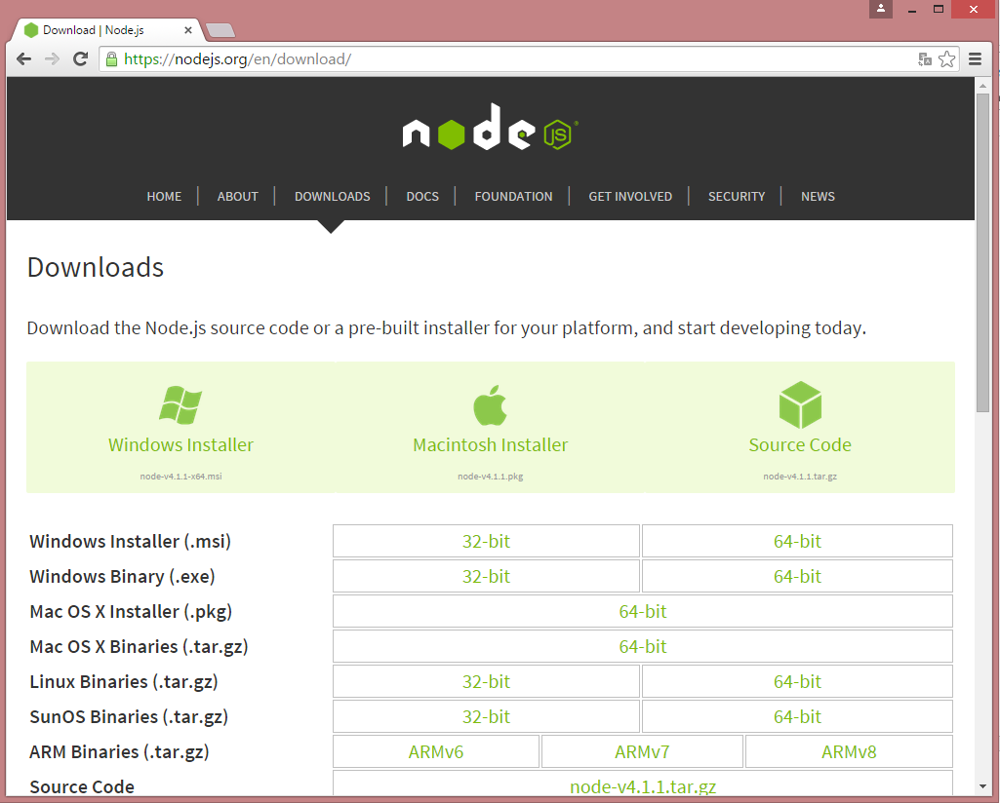 Download | Node.js
https://nodejs.org/en/download/
node JS
HOME ABOUT DOWNLOADS DOCS FOUNDATION GET INVOLVED SECURITY NEWS
Downloads
Download the Node.js source code or a pre-built installer for your platform, and start developing today.
Windows Installer Macintosh Installer Source Code
node-v4.1.1-x64.msi node-v4.1.1.pkg node-v4.1.1.tar.gz
Windows Installer (.msi) 32-bit 64-bit
Windows Binary (.exe) 32-bit 64-bit
Mac OS X Installer (.pkg) 64-bit
Mac OS X Binaries (.tar.gz) 64-bit
Linux Binaries (.tar.gz) 32-bit 64-bit
SunOS Binaries (.tar.gz) 32-bit 64-bit
ARM Binaries (.tar.gz) ARMv6 ARMv7 ARMv8
Source Code node-v4.1.1.tar.gz